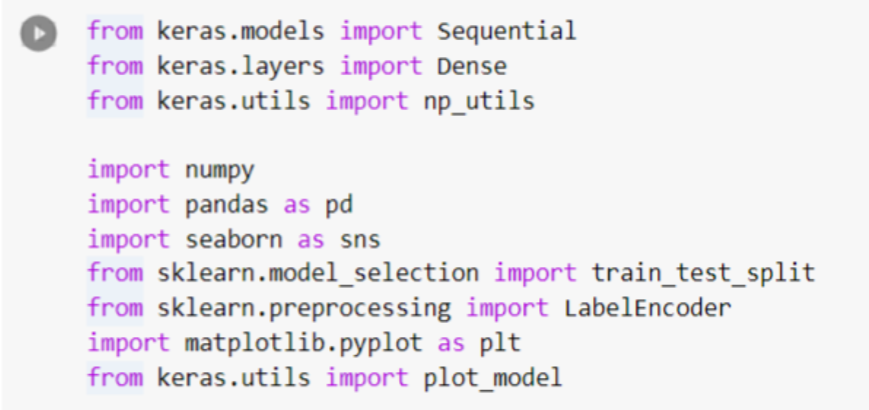 from keras.models import Sequential
from keras.layers import Dense
from keras.utils import np_utils
import numpy
import pandas as pd
import seaborn as sns
from sklearn.model_selection import train_test_split
from sklearn.preprocessing import LabelEncoder
import matplotlib.pyplot as plt
from keras.utils import plot_model